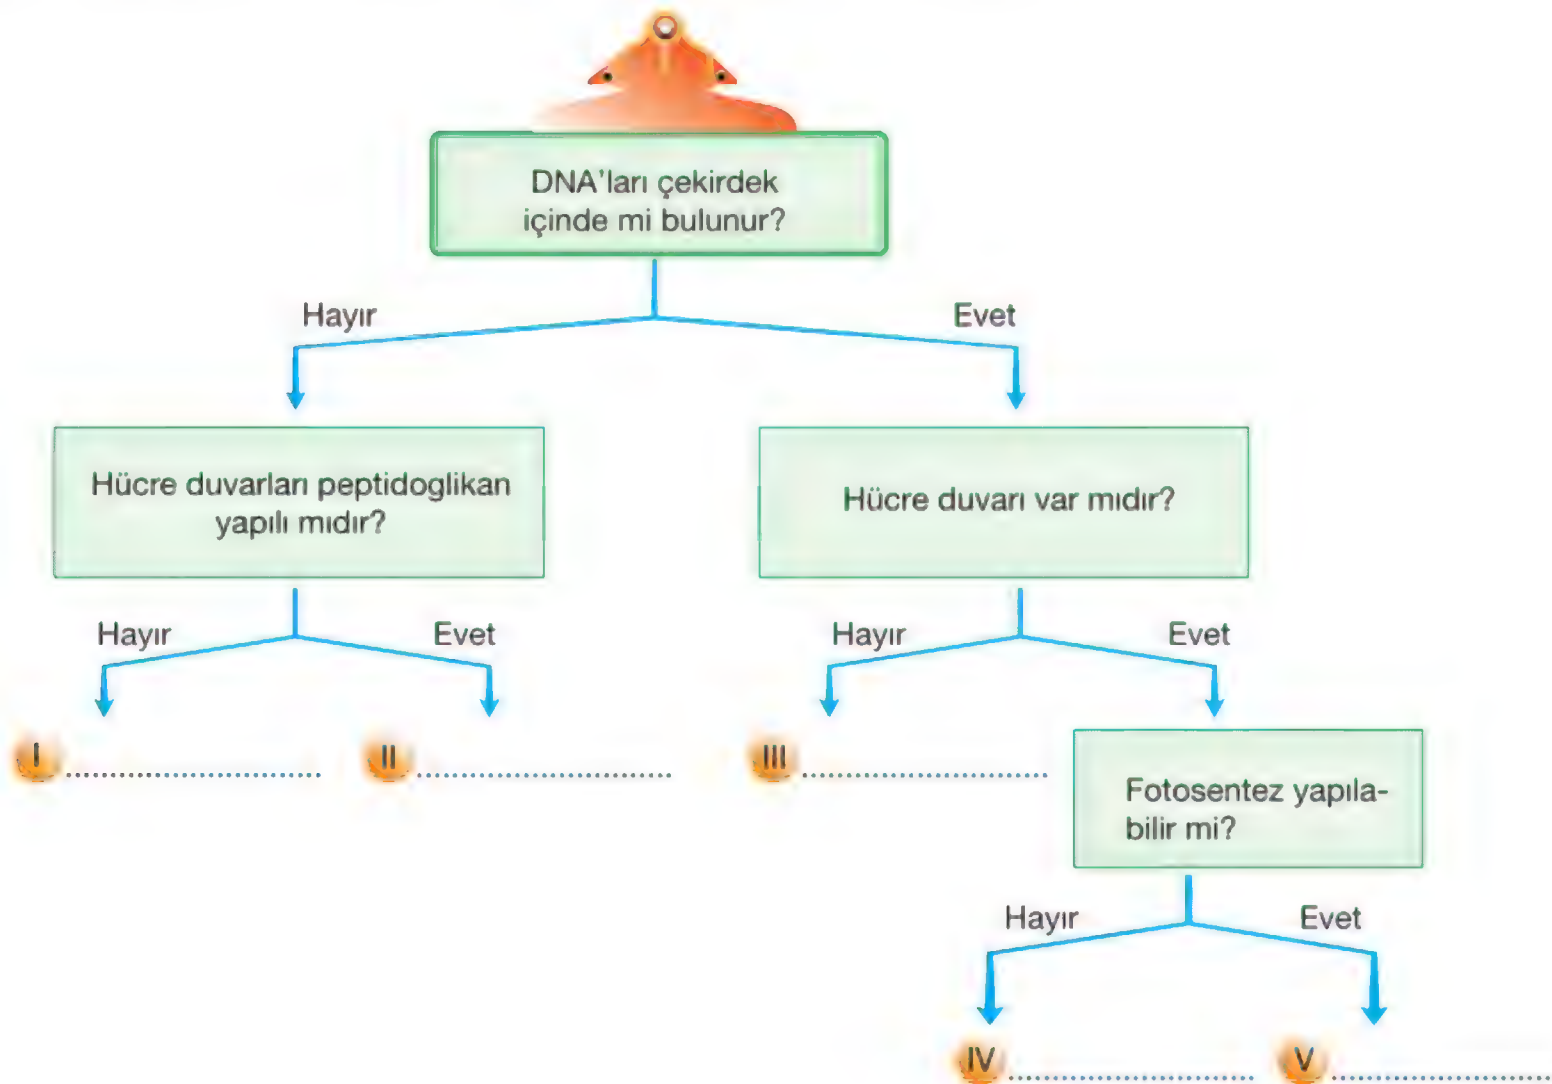 DNA'ları çekirdek
içinde mi bulunur?
Hayır
Evet
Hücre duvarları peptidoglikan
yapılı mıdır?
Hücre duvarı var mıdır?
Hayır
Evet
Hayır
Evet
I ........................
II ........................
III ........................
Fotosentez yapıla-
bilir mi?
Hayır
Evet
IV ........................
V ........................